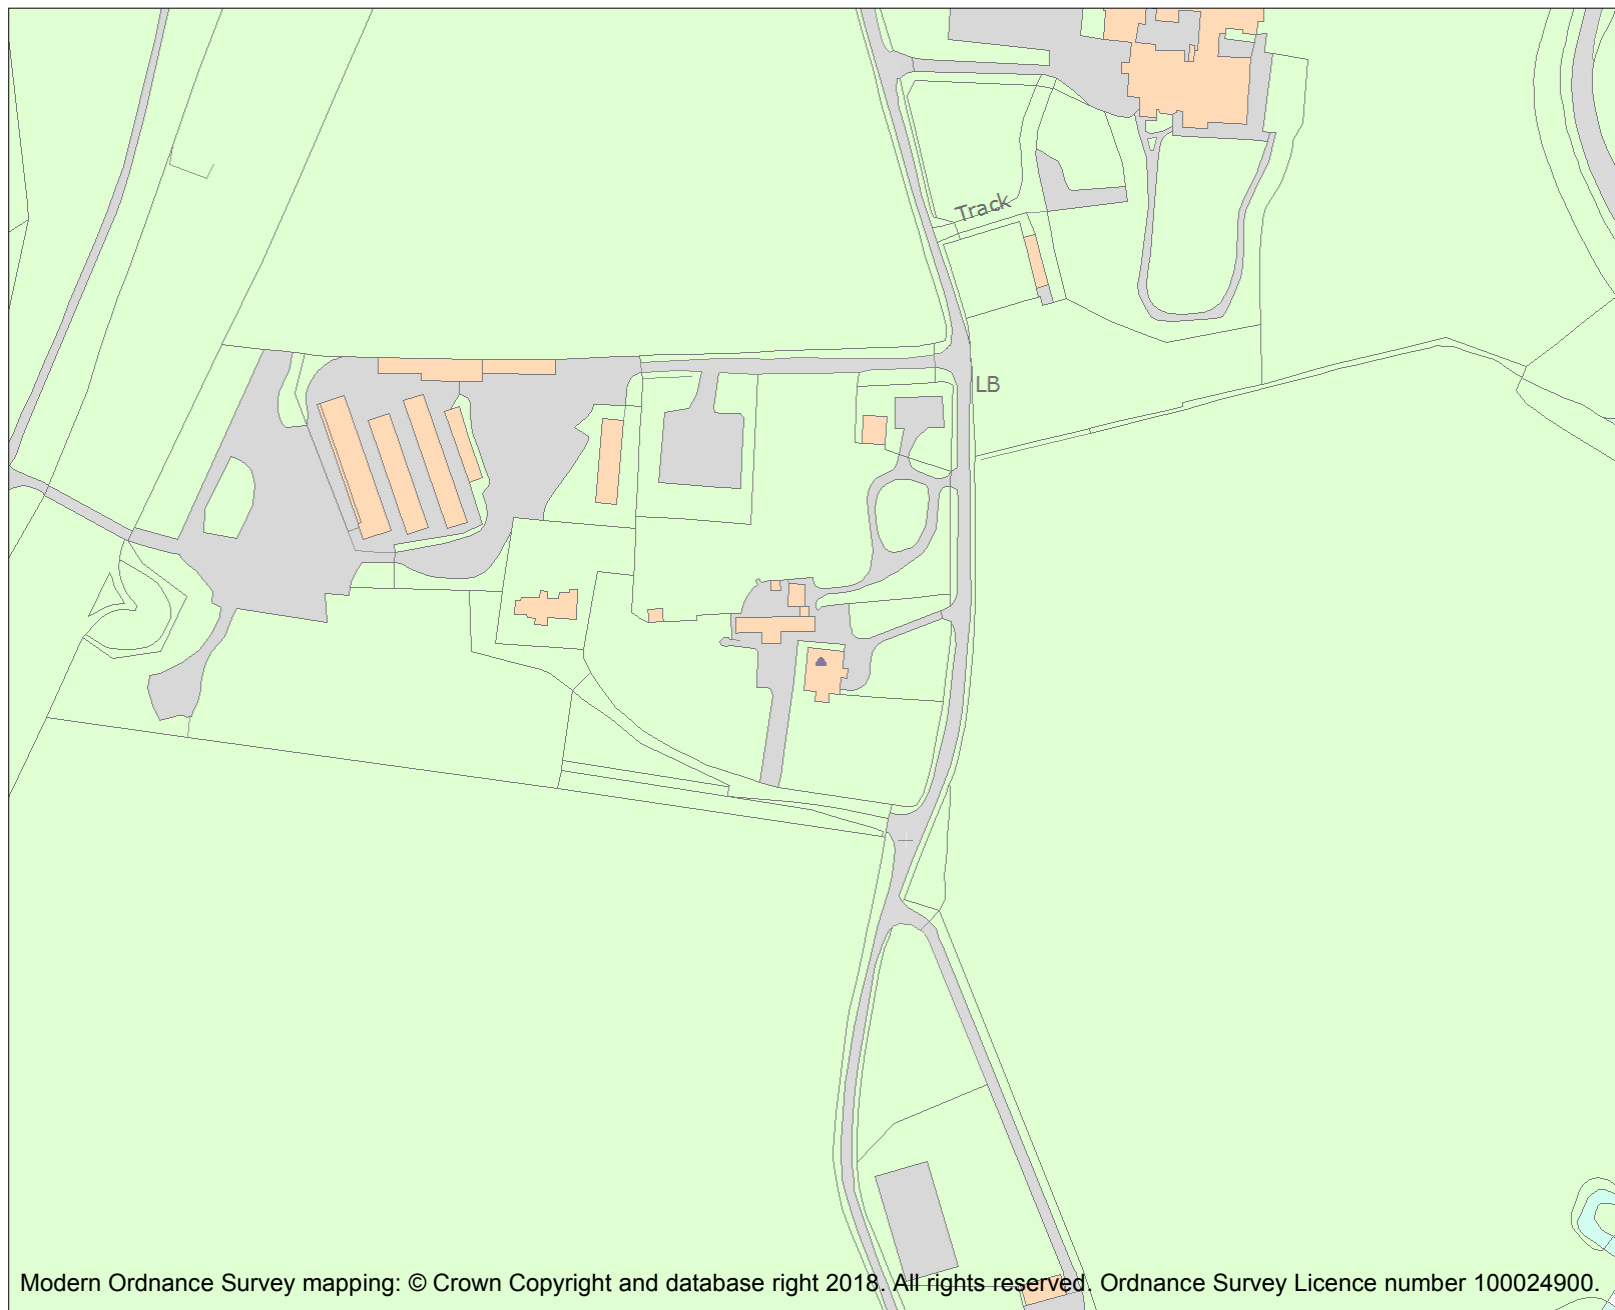 Track
LB
Modern Ordnance Survey mapping: © Crown Copyright and database right 2018. All rights reserved. Ordnance Survey Licence number 100024900.